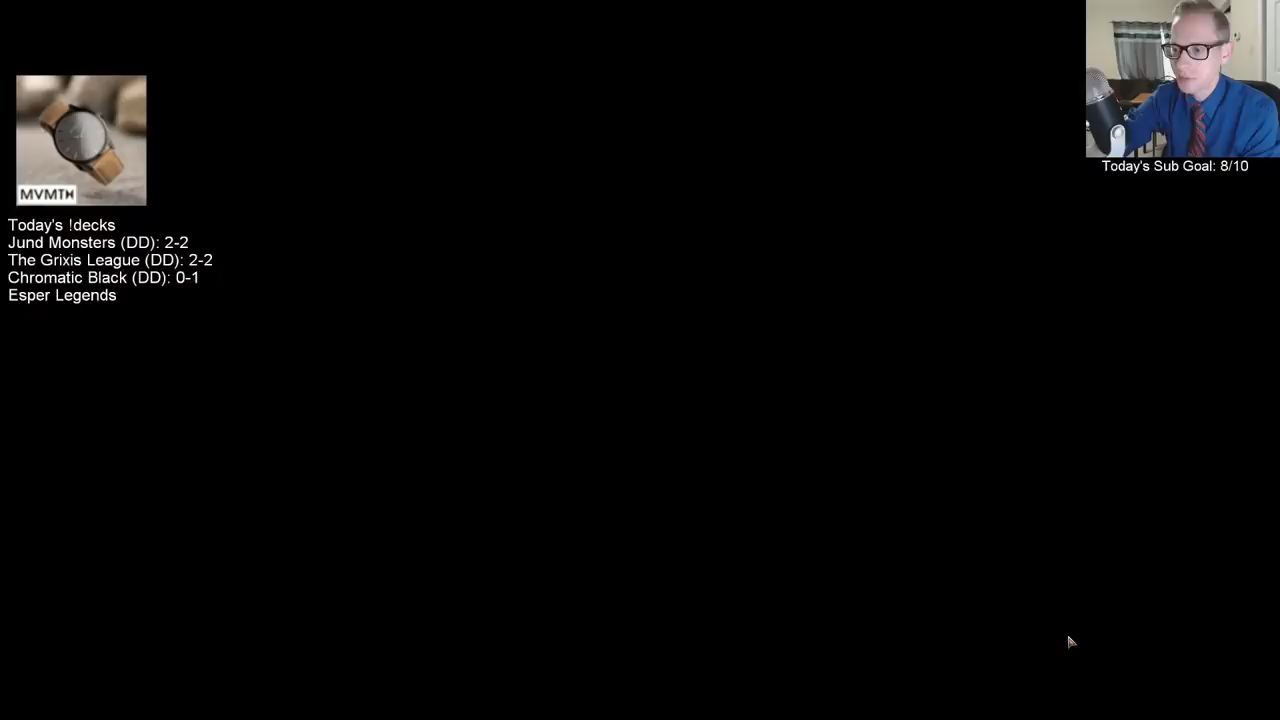 MVMT
Today's !decks
Jund Monsters (DD): 2-2
The Grixis League (DD): 2-2
Chromatic Black (DD): 0-1
Esper Legends
Today's Sub Goal: 8/10